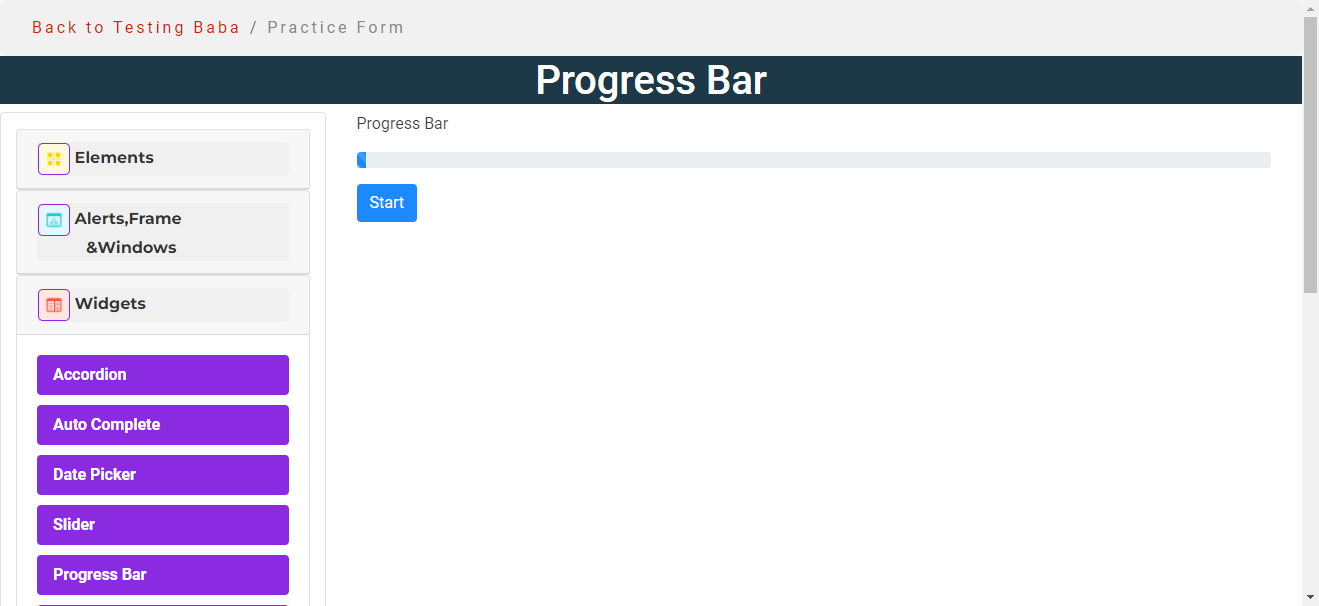 Back to Testing Baba / Practice Form
Progress Bar
Progress Bar
Start
Elements
Alerts,Frame
&Windows
Widgets
Accordion
Auto Complete
Date Picker
Slider
Progress Bar